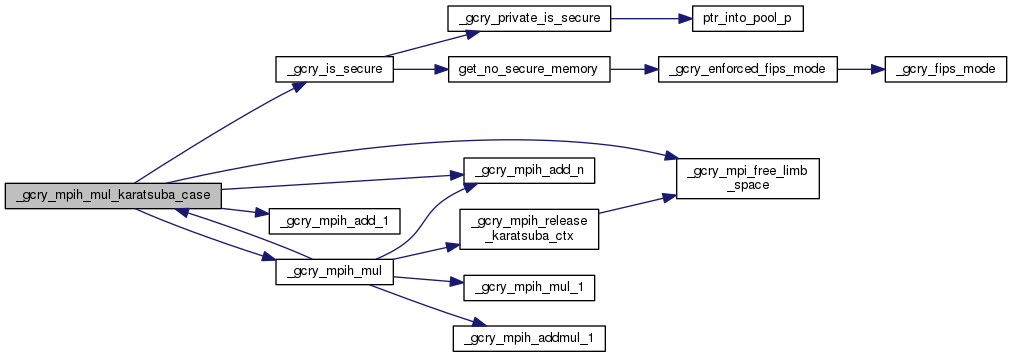 _gcry_private_is_secure
ptr_into_pool_p
_gcry_is_secure
get_no_secure_memory
_gcry_enforced_fips_mode
_gcry_fips_mode
_gcry_mpih_add_n
_gcry_mpi_free_limb
_space
_gcry_mpih_mul_karatsuba_case
_gcry_mpih_add_1
_gcry_mpih_release
_karatsuba_ctx
_gcry_mpih_mul
_gcry_mpih_mul_1
_gcry_mpih_addmul_1